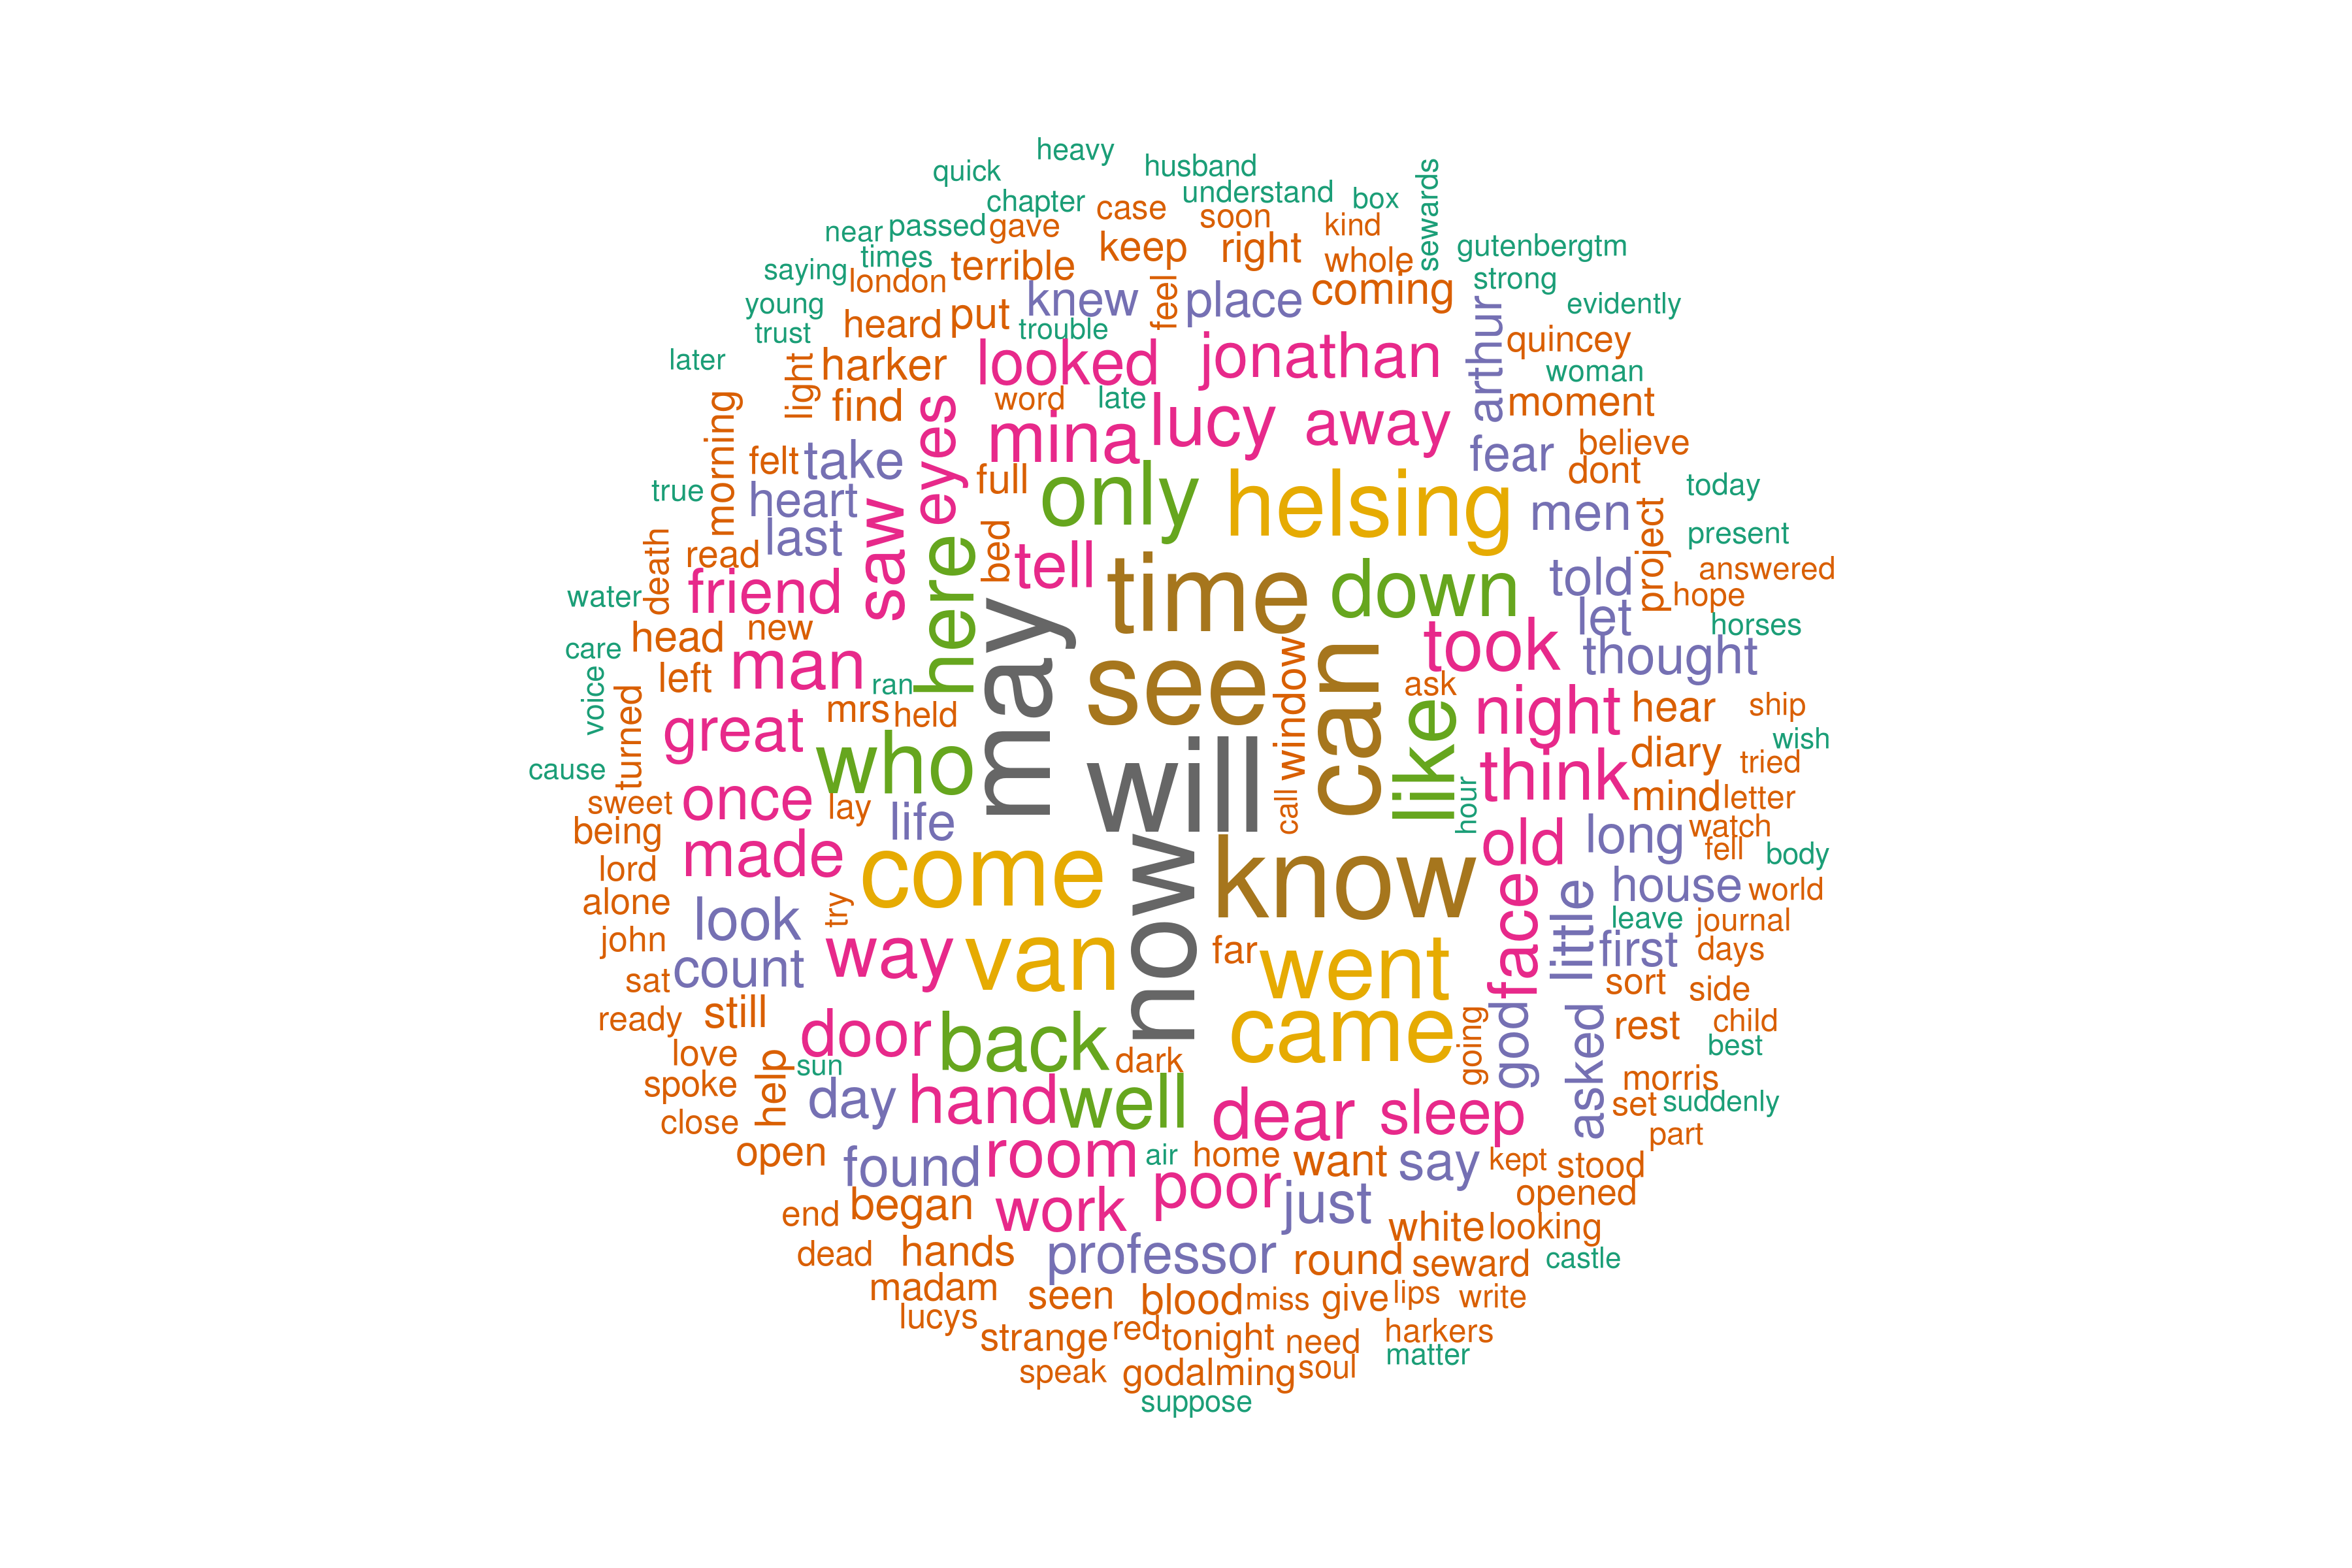 heavy
quick
husband
understand
box
sewards
chapter
case
soon
kind
near
passed
gave
keep
right
whole
gutenbergtm
saying
times
terrible
coming
strong
london
knew
feel
place
evidently
young
put
trust
heard
trouble
arthur
quincey
later
light
harker
looked
jonathan
woman
morning
find
eyes
word
late
lucy
away
moment
mina
felt
take
full
fear
believe
dont
true
heart
saw
only
helsing
men
today
last
project
present
death
read
here
bed
tell
time
down
told
answered
water
friend
may
let
hope
horses
care
head
new
see
window
can
took
thought
left
man
ran
ask
voice
turned
great
mrs
held
like
night
hear
ship
who
will
diary
wish
cause
think
tried
sweet
once
lay
call
hour
mind
letter
being
life
now
old
long
watch
made
come
know
fell
body
lord
alone
try
face
little
house
world
look
leave
journal
john
way
van
far
went
first
days
sat
count
sort
side
ready
still
door
back
came
going
god
asked
rest
child
love
help
sun
dark
best
spoke
day
hand
well
dear
sleep
morris
close
set
suddenly
part
open
found
room
air
home
want
say
kept
stood
end
began
work
poor
just
opened
white
looking
dead
hands
professor
round
seward
castle
madam
seen
blood
miss
give
lips
write
lucys
strange
red
tonight
need
harkers
matter
speak
godalming
soul
suppose